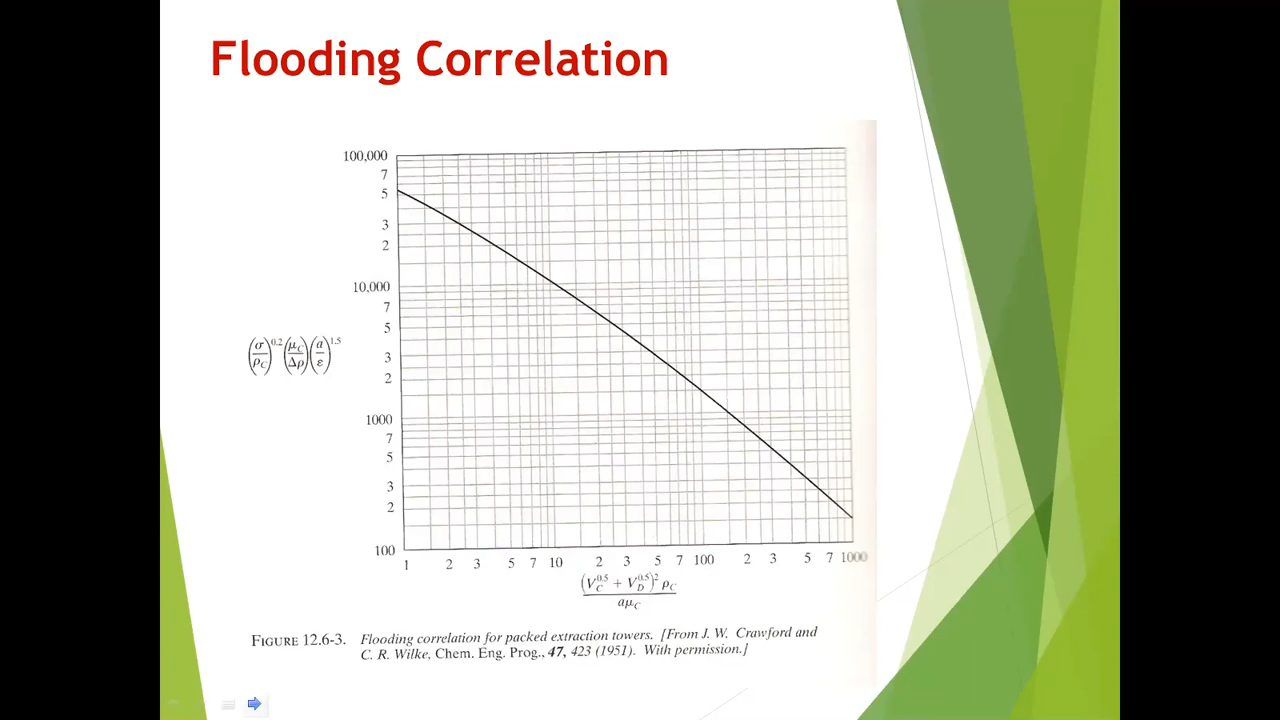 Flooding Correlation
100,000
7
5
3
2
10,000
7
5
3
2
1000
7
5
3
2
100
(σ/ρC)^0.2 (μC/Δρ)(a/ε)^1.5
1 2 3 5 7 10 2 3 5 7 100 2 3 5 7 1000
(VC^0.5 + VD^0.5)^2 ρC
aμC
FIGURE 12.6-3. Flooding correlation for packed extraction towers. [From J. W. Crawford and
C. R. Wilke, Chem. Eng. Prog., 47, 423 (1951). With permission.]